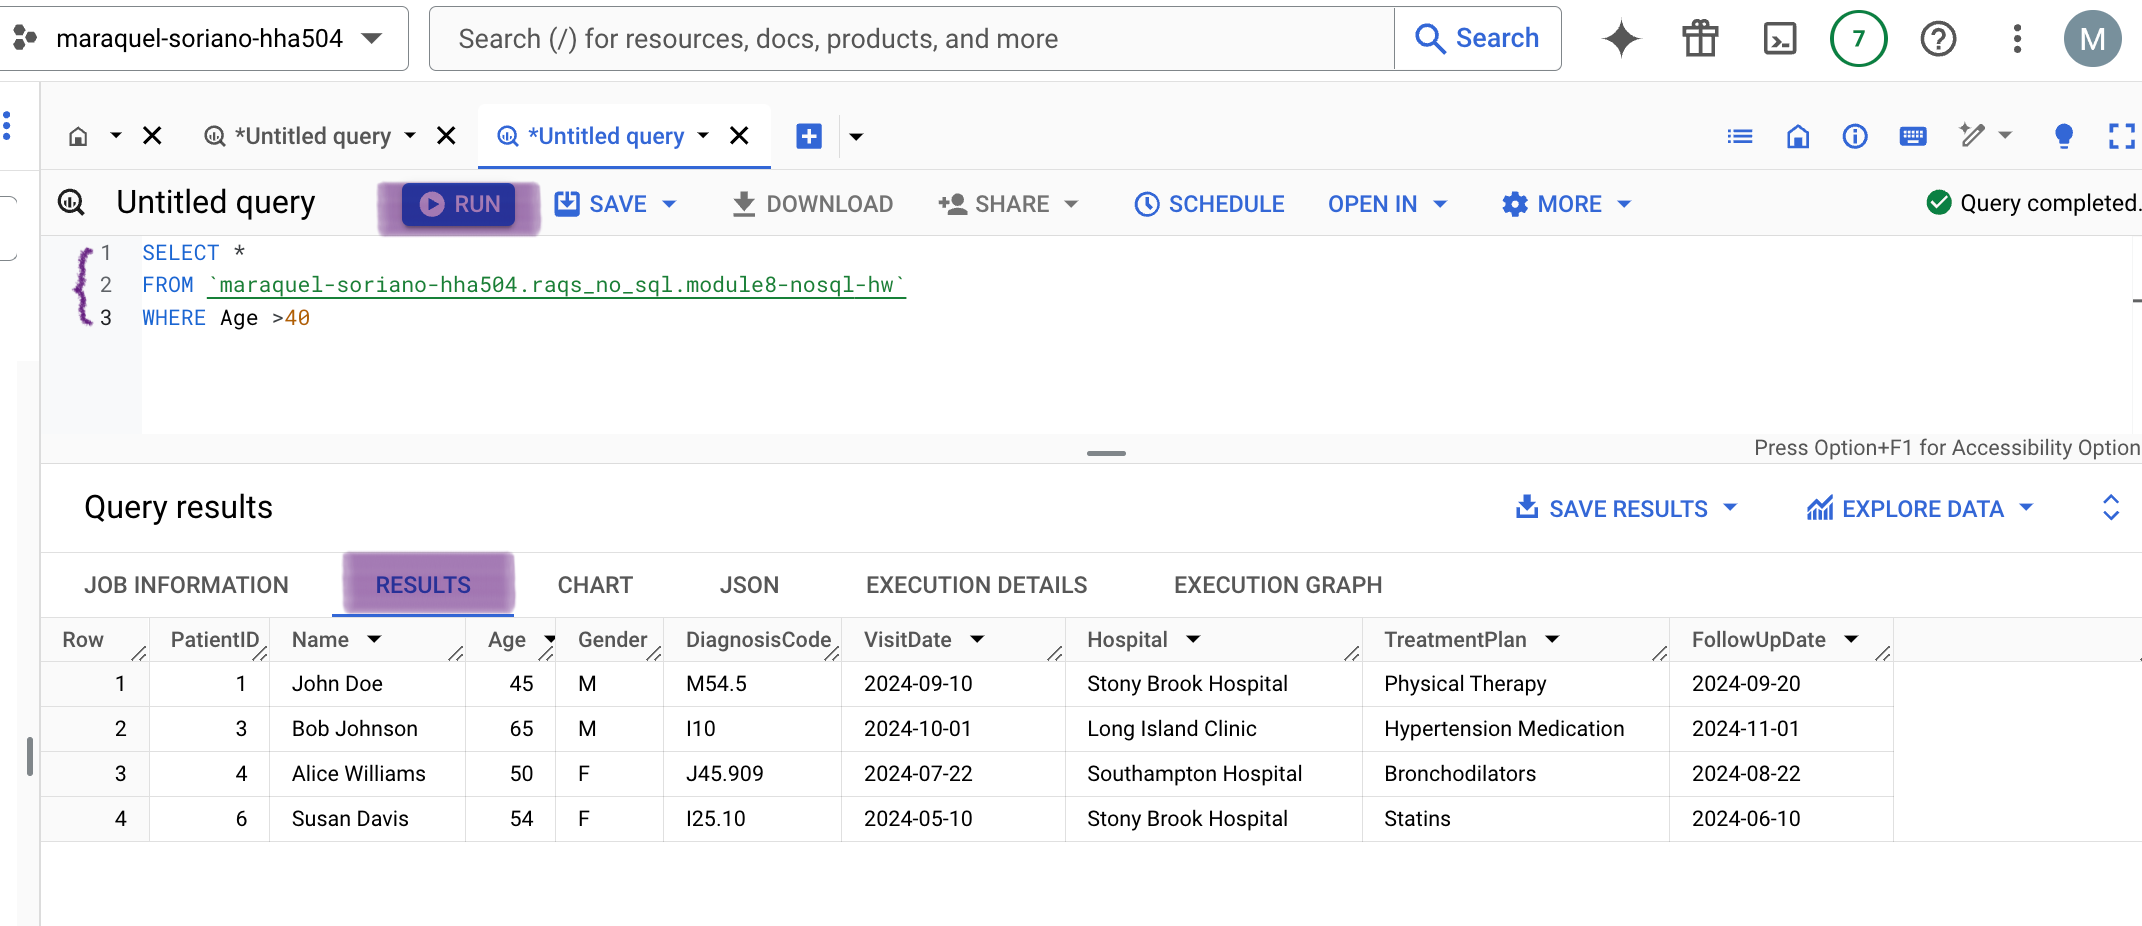 maraquel-soriano-hha504 Search (/) for resources, docs, products, and more Search 7 M
*Untitled query *Untitled query
Untitled query RUN SAVE DOWNLOAD SHARE SCHEDULE OPEN IN MORE Query completed.
1 SELECT *
2 FROM `maraquel-soriano-hha504.raqs_no_sql.module8-nosql-hw`
3 WHERE Age >40
Press Option+F1 for Accessibility Option
Query results SAVE RESULTS EXPLORE DATA
JOB INFORMATION RESULTS CHART JSON EXECUTION DETAILS EXECUTION GRAPH
Row PatientID Name Age Gender DiagnosisCode VisitDate Hospital TreatmentPlan FollowUpDate
1 1 John Doe 45 M M54.5 2024-09-10 Stony Brook Hospital Physical Therapy 2024-09-20
2 3 Bob Johnson 65 M I10 2024-10-01 Long Island Clinic Hypertension Medication 2024-11-01
3 4 Alice Williams 50 F J45.909 2024-07-22 Southampton Hospital Bronchodilators 2024-08-22
4 6 Susan Davis 54 F I25.10 2024-05-10 Stony Brook Hospital Statins 2024-06-10